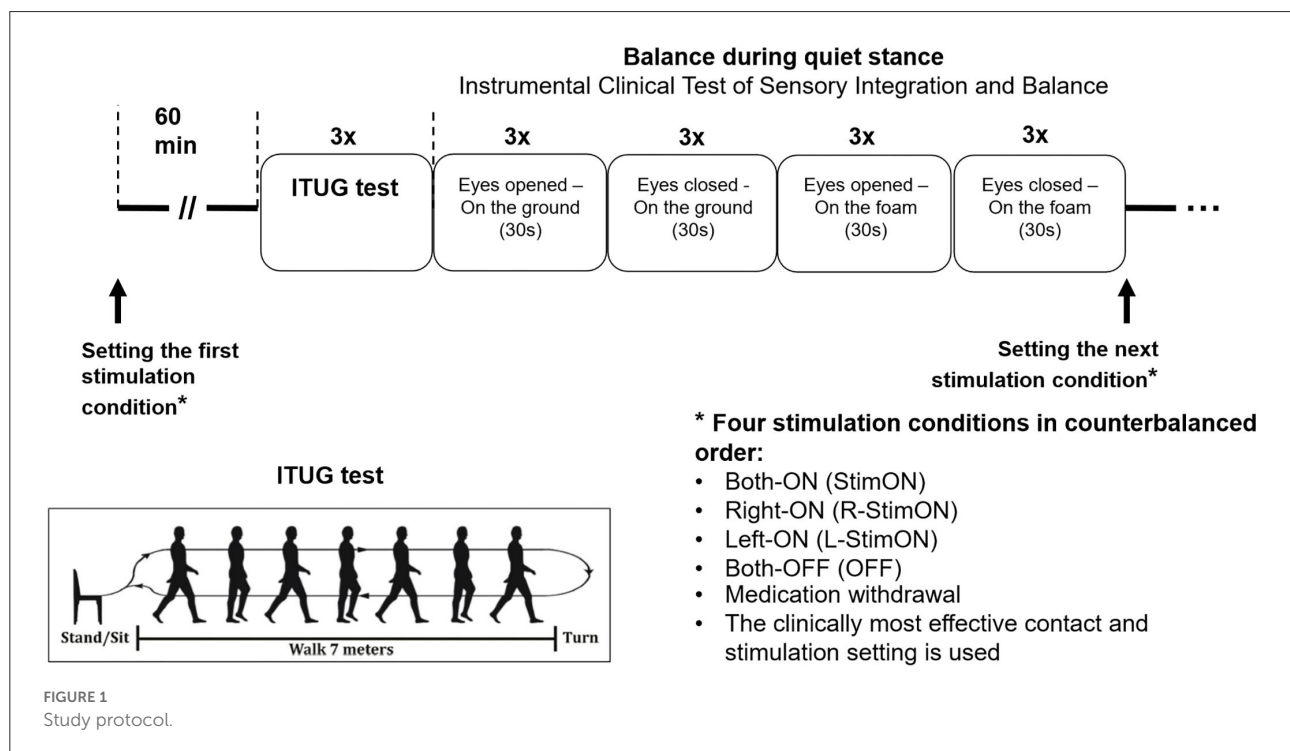 Balance during quiet stance
Instrumental Clinical Test of Sensory Integration and Balance
60
min
3x
3x
3x
3x
3x
//
ITUG test
Eyes opened –
On the ground
(30s)
Eyes closed -
On the ground
(30s)
Eyes opened –
On the foam
(30s)
Eyes closed –
On the foam
(30s)
...
Setting the first
stimulation
condition*
Setting the next
stimulation condition*
* Four stimulation conditions in counterbalanced
order:
• Both-ON (StimON)
• Right-ON (R-StimON)
• Left-ON (L-StimON)
• Both-OFF (OFF)
• Medication withdrawal
• The clinically most effective contact and
stimulation setting is used
ITUG test
Stand/Sit
Walk 7 meters
Turn
FIGURE 1
Study protocol.